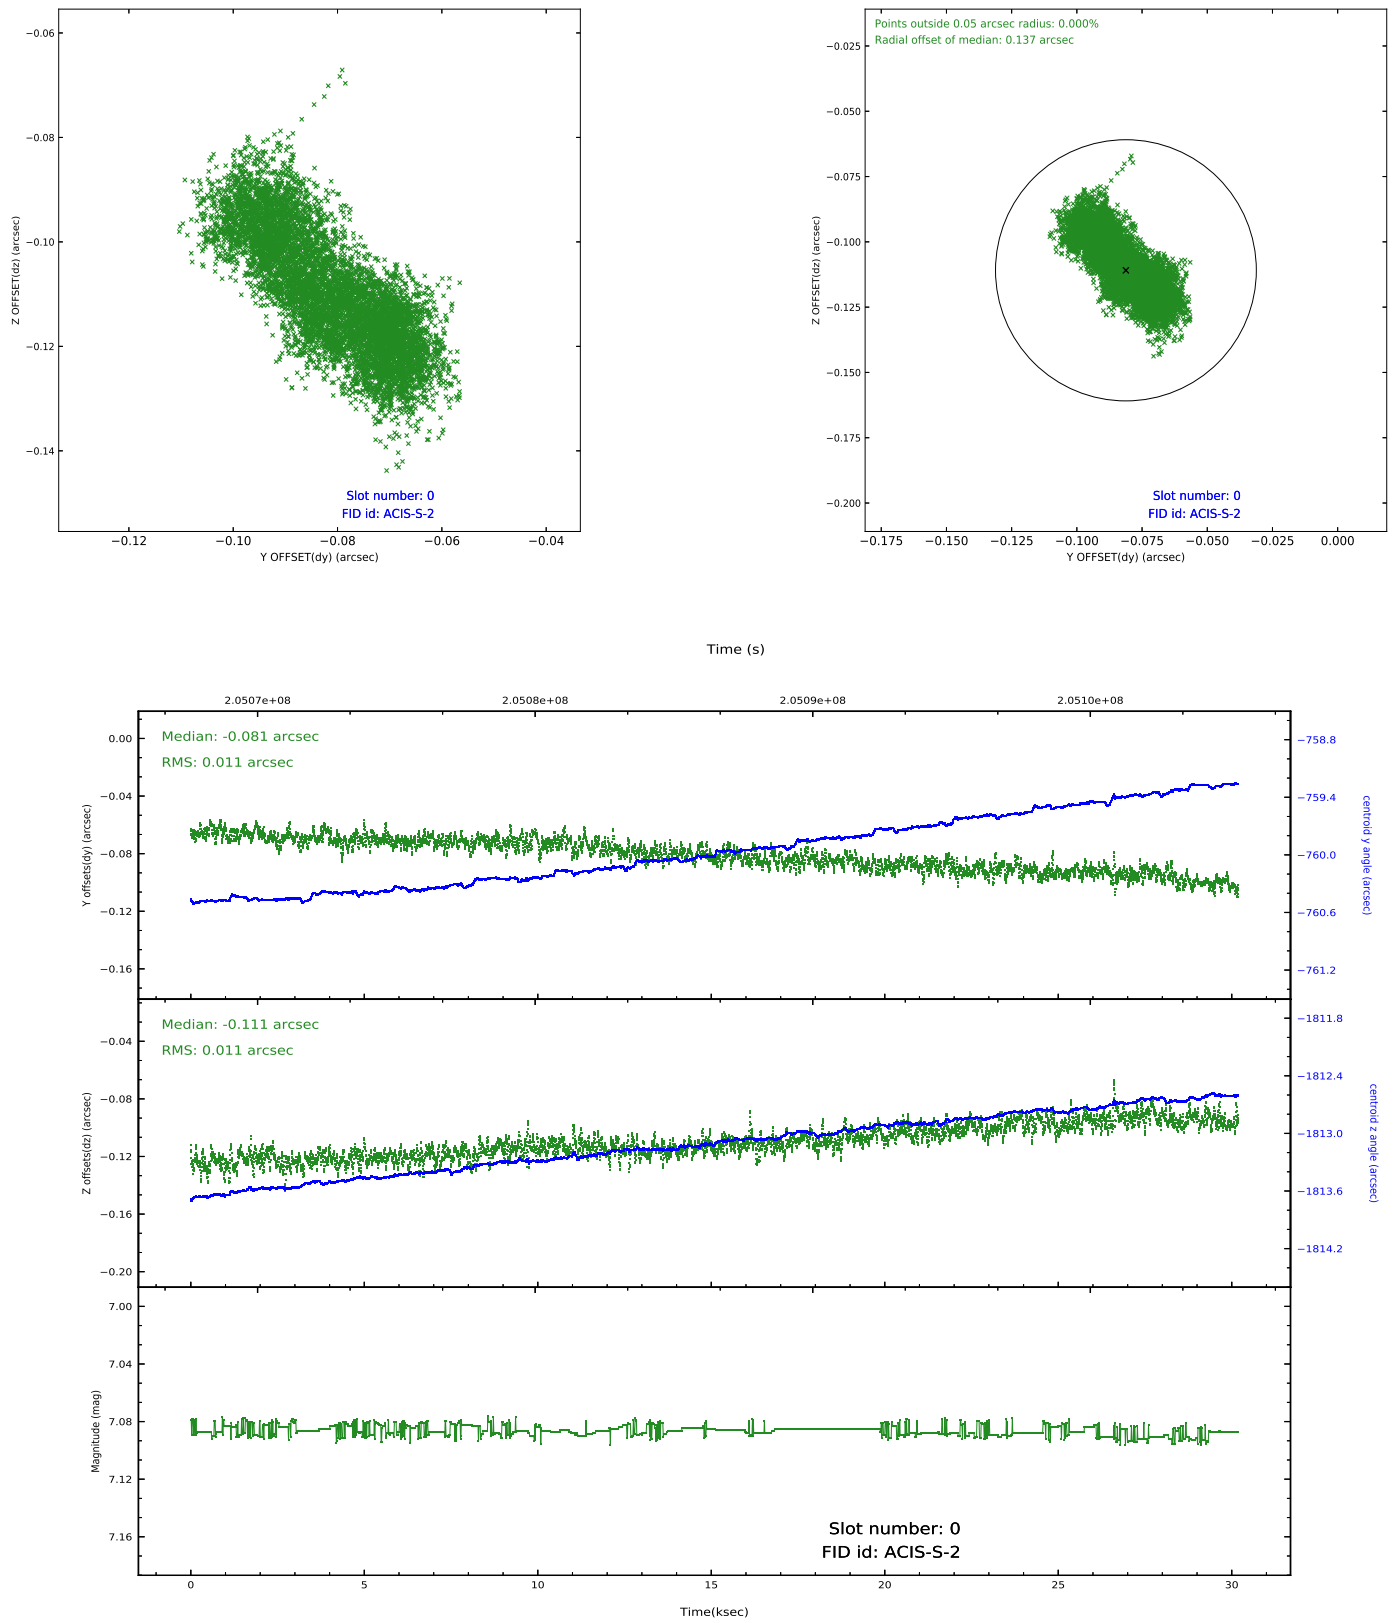 −0.06
−0.08
−0.10
−0.12
−0.14
Z OFFSET(dz) (arcsec)
Slot number: 0
FID id: ACIS-S-2
−0.12
−0.10
−0.08
−0.06
−0.04
Y OFFSET(dy) (arcsec)
Points outside 0.05 arcsec radius: 0.000%
Radial offset of median: 0.137 arcsec
−0.025
−0.050
−0.075
−0.100
−0.125
−0.150
−0.175
−0.200
Z OFFSET(dz) (arcsec)
Slot number: 0
FID id: ACIS-S-2
−0.175
−0.150
−0.125
−0.100
−0.075
−0.050
−0.025
0.000
Y OFFSET(dy) (arcsec)
Time (s)
2.0507e+08
2.0508e+08
2.0509e+08
2.0510e+08
Median: -0.081 arcsec
RMS: 0.011 arcsec
0.00
−0.04
−0.08
−0.12
−0.16
Y offsets(dy) (arcsec)
−758.8
−759.4
−760.0
−760.6
−761.2
centroid y angle (arcsec)
Median: -0.111 arcsec
RMS: 0.011 arcsec
−0.04
−0.08
−0.12
−0.16
−0.20
Z offsets(dz) (arcsec)
−1811.8
−1812.4
−1813.0
−1813.6
−1814.2
centroid z angle (arcsec)
7.00
7.04
7.08
7.12
7.16
Magnitude (mag)
Slot number: 0
FID id: ACIS-S-2
0
5
10
15
20
25
30
Time(ksec)